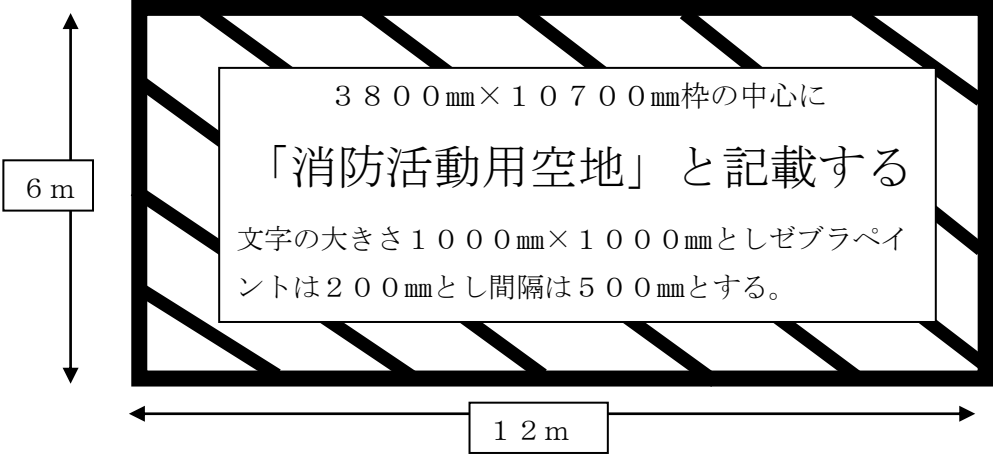 ３８００㎜×１０７００㎜枠の中心に
「消防活動用空地」と記載する
文字の大きさ１０００㎜×１０００㎜としゼブラペイ
ントは２００㎜とし間隔は５００㎜とする。
６ｍ
１２ｍ